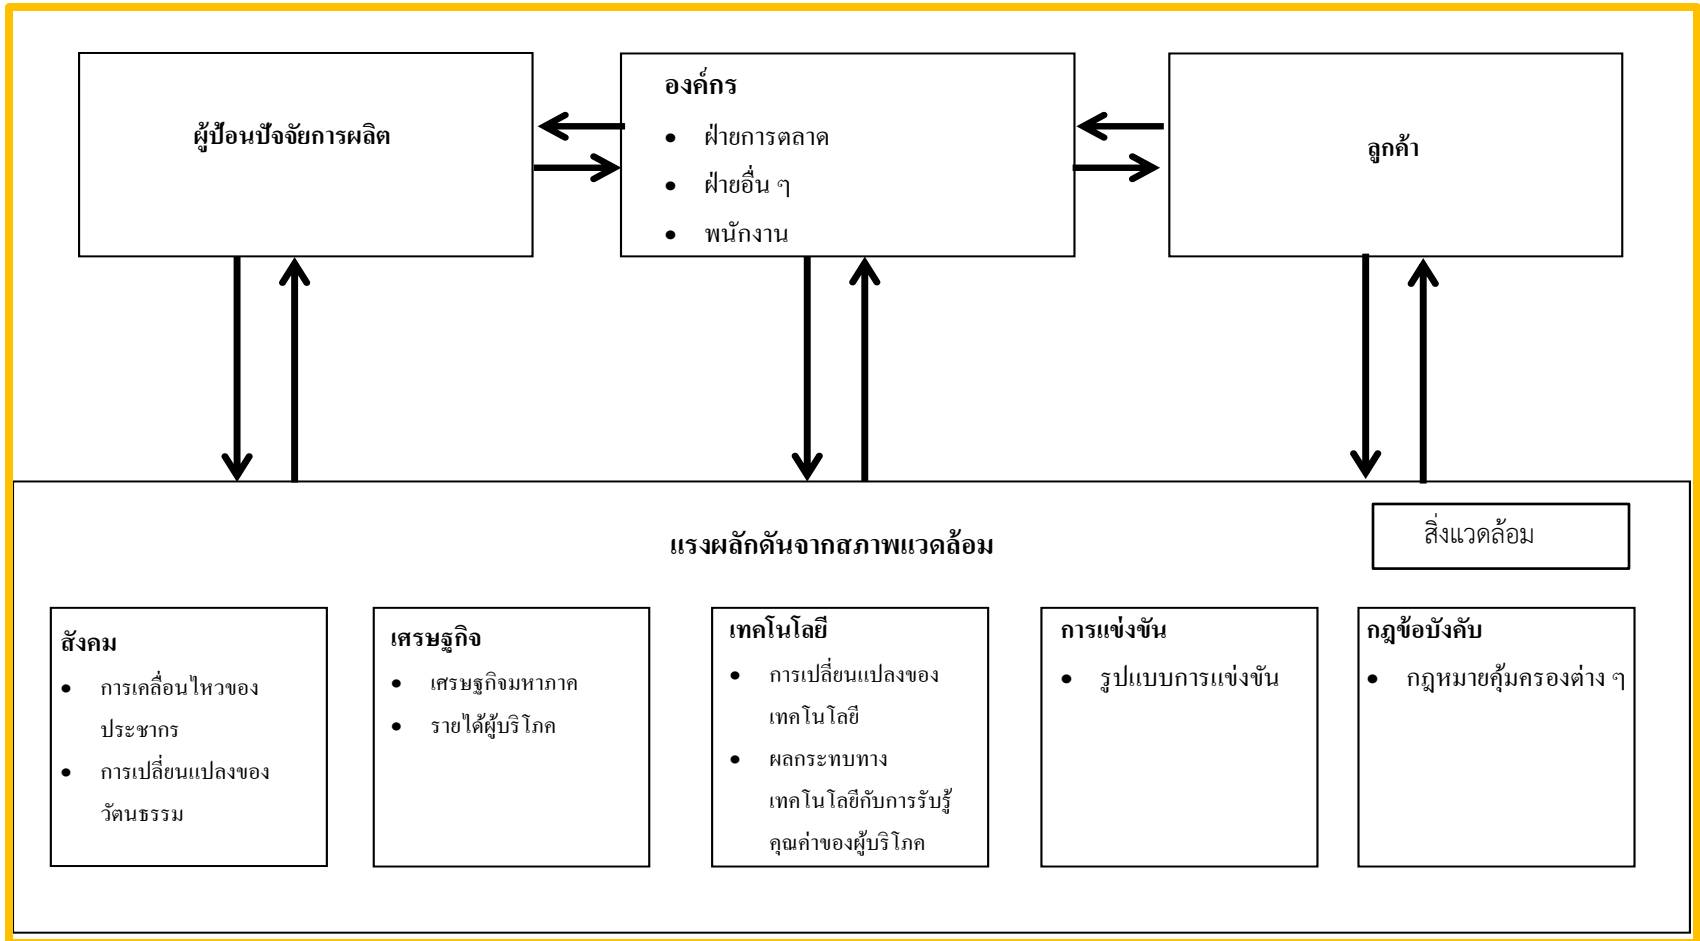 ผู้ป้อนปัจจัยการผลิต
องค์กร
• ฝ่ายการตลาด
• ฝ่ายอื่น ๆ
• พนักงาน
ลูกค้า
แรงผลักดันจากสภาพแวดล้อม
สิ่งแวดล้อม
สังคม
• การเคลื่อนไหวของ
ประชากร
• การเปลี่ยนแปลงของ
วัตนธรรม
เศรษฐกิจ
• เศรษฐกิจมหาภาค
• รายได้ผู้บริโภค
เทคโนโลยี
• การเปลี่ยนแปลงของ
เทคโนโลยี
• ผลกระทบทาง
เทคโนโลยีกับการรับรู้
คุณค่าของผู้บริโภค
การแข่งขัน
• รูปแบบการแข่งขัน
กฎข้อบังคับ
• กฎหมายคุ้มครองต่าง ๆ